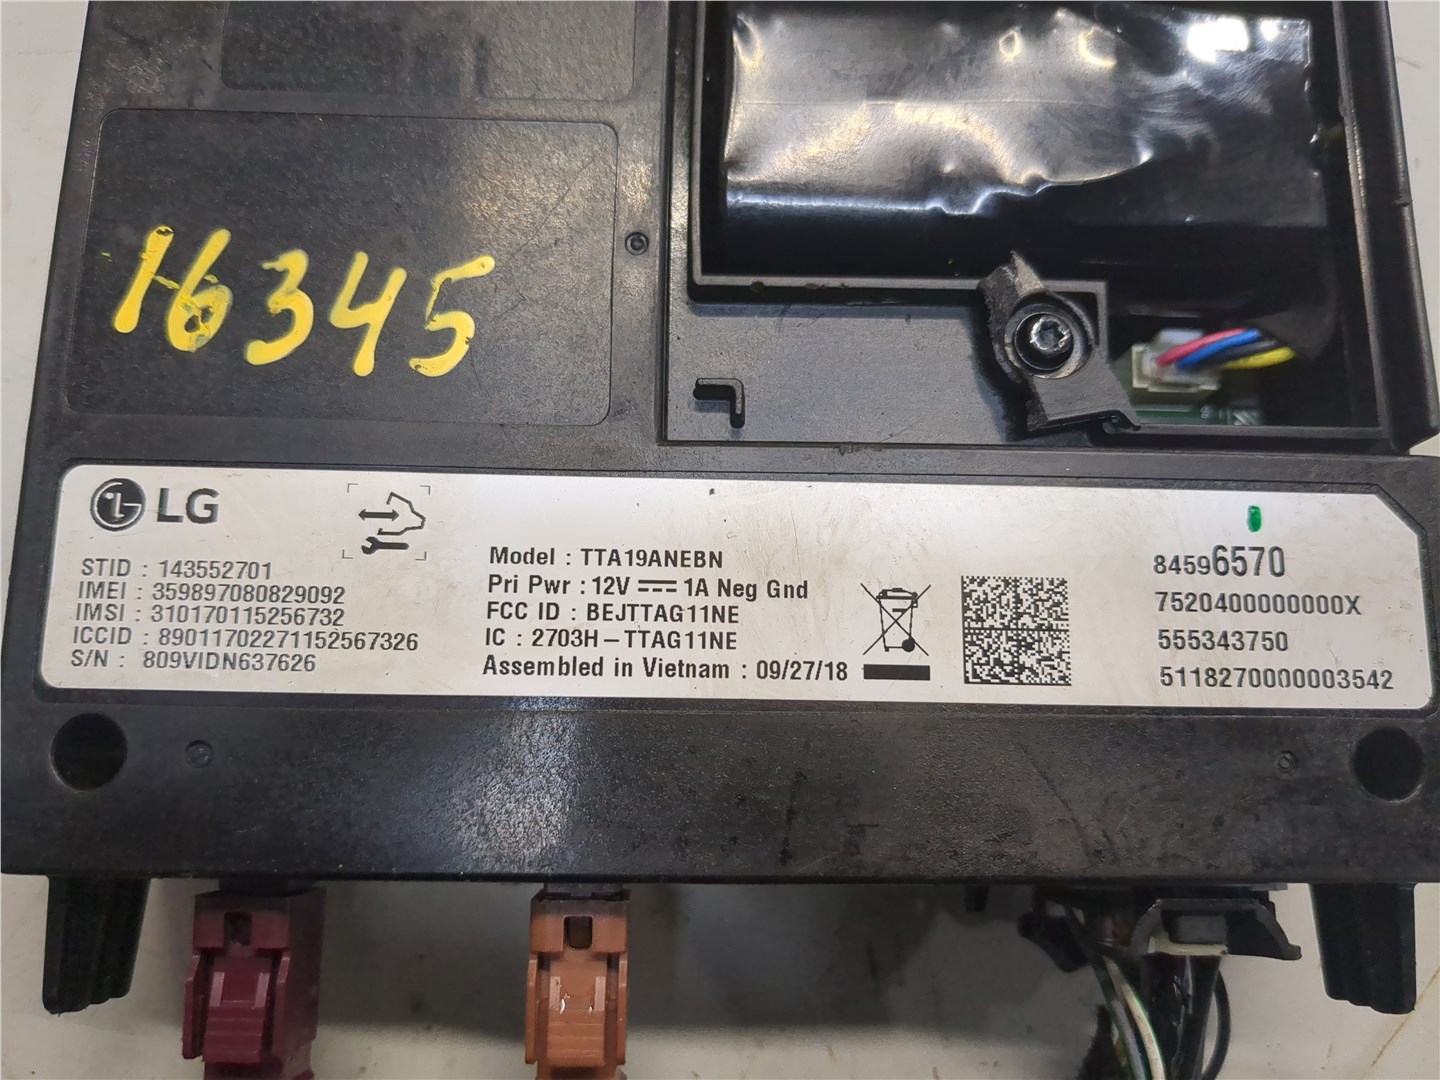 16345
LG
STID : 143552701
IMEI : 359897080829092
IMSI : 310170115256732
ICCID : 89011702271152567326
S/N : 809VIDN637626
Model : TTA19ANEBN
Pri Pwr : 12V 1A Neg Gnd
FCC ID : BEJTTAG11NE
IC : 2703H-TTAG11NE
Assembled in Vietnam : 09/27/18
84596570
7520400000000X
555343750
5118270000003542